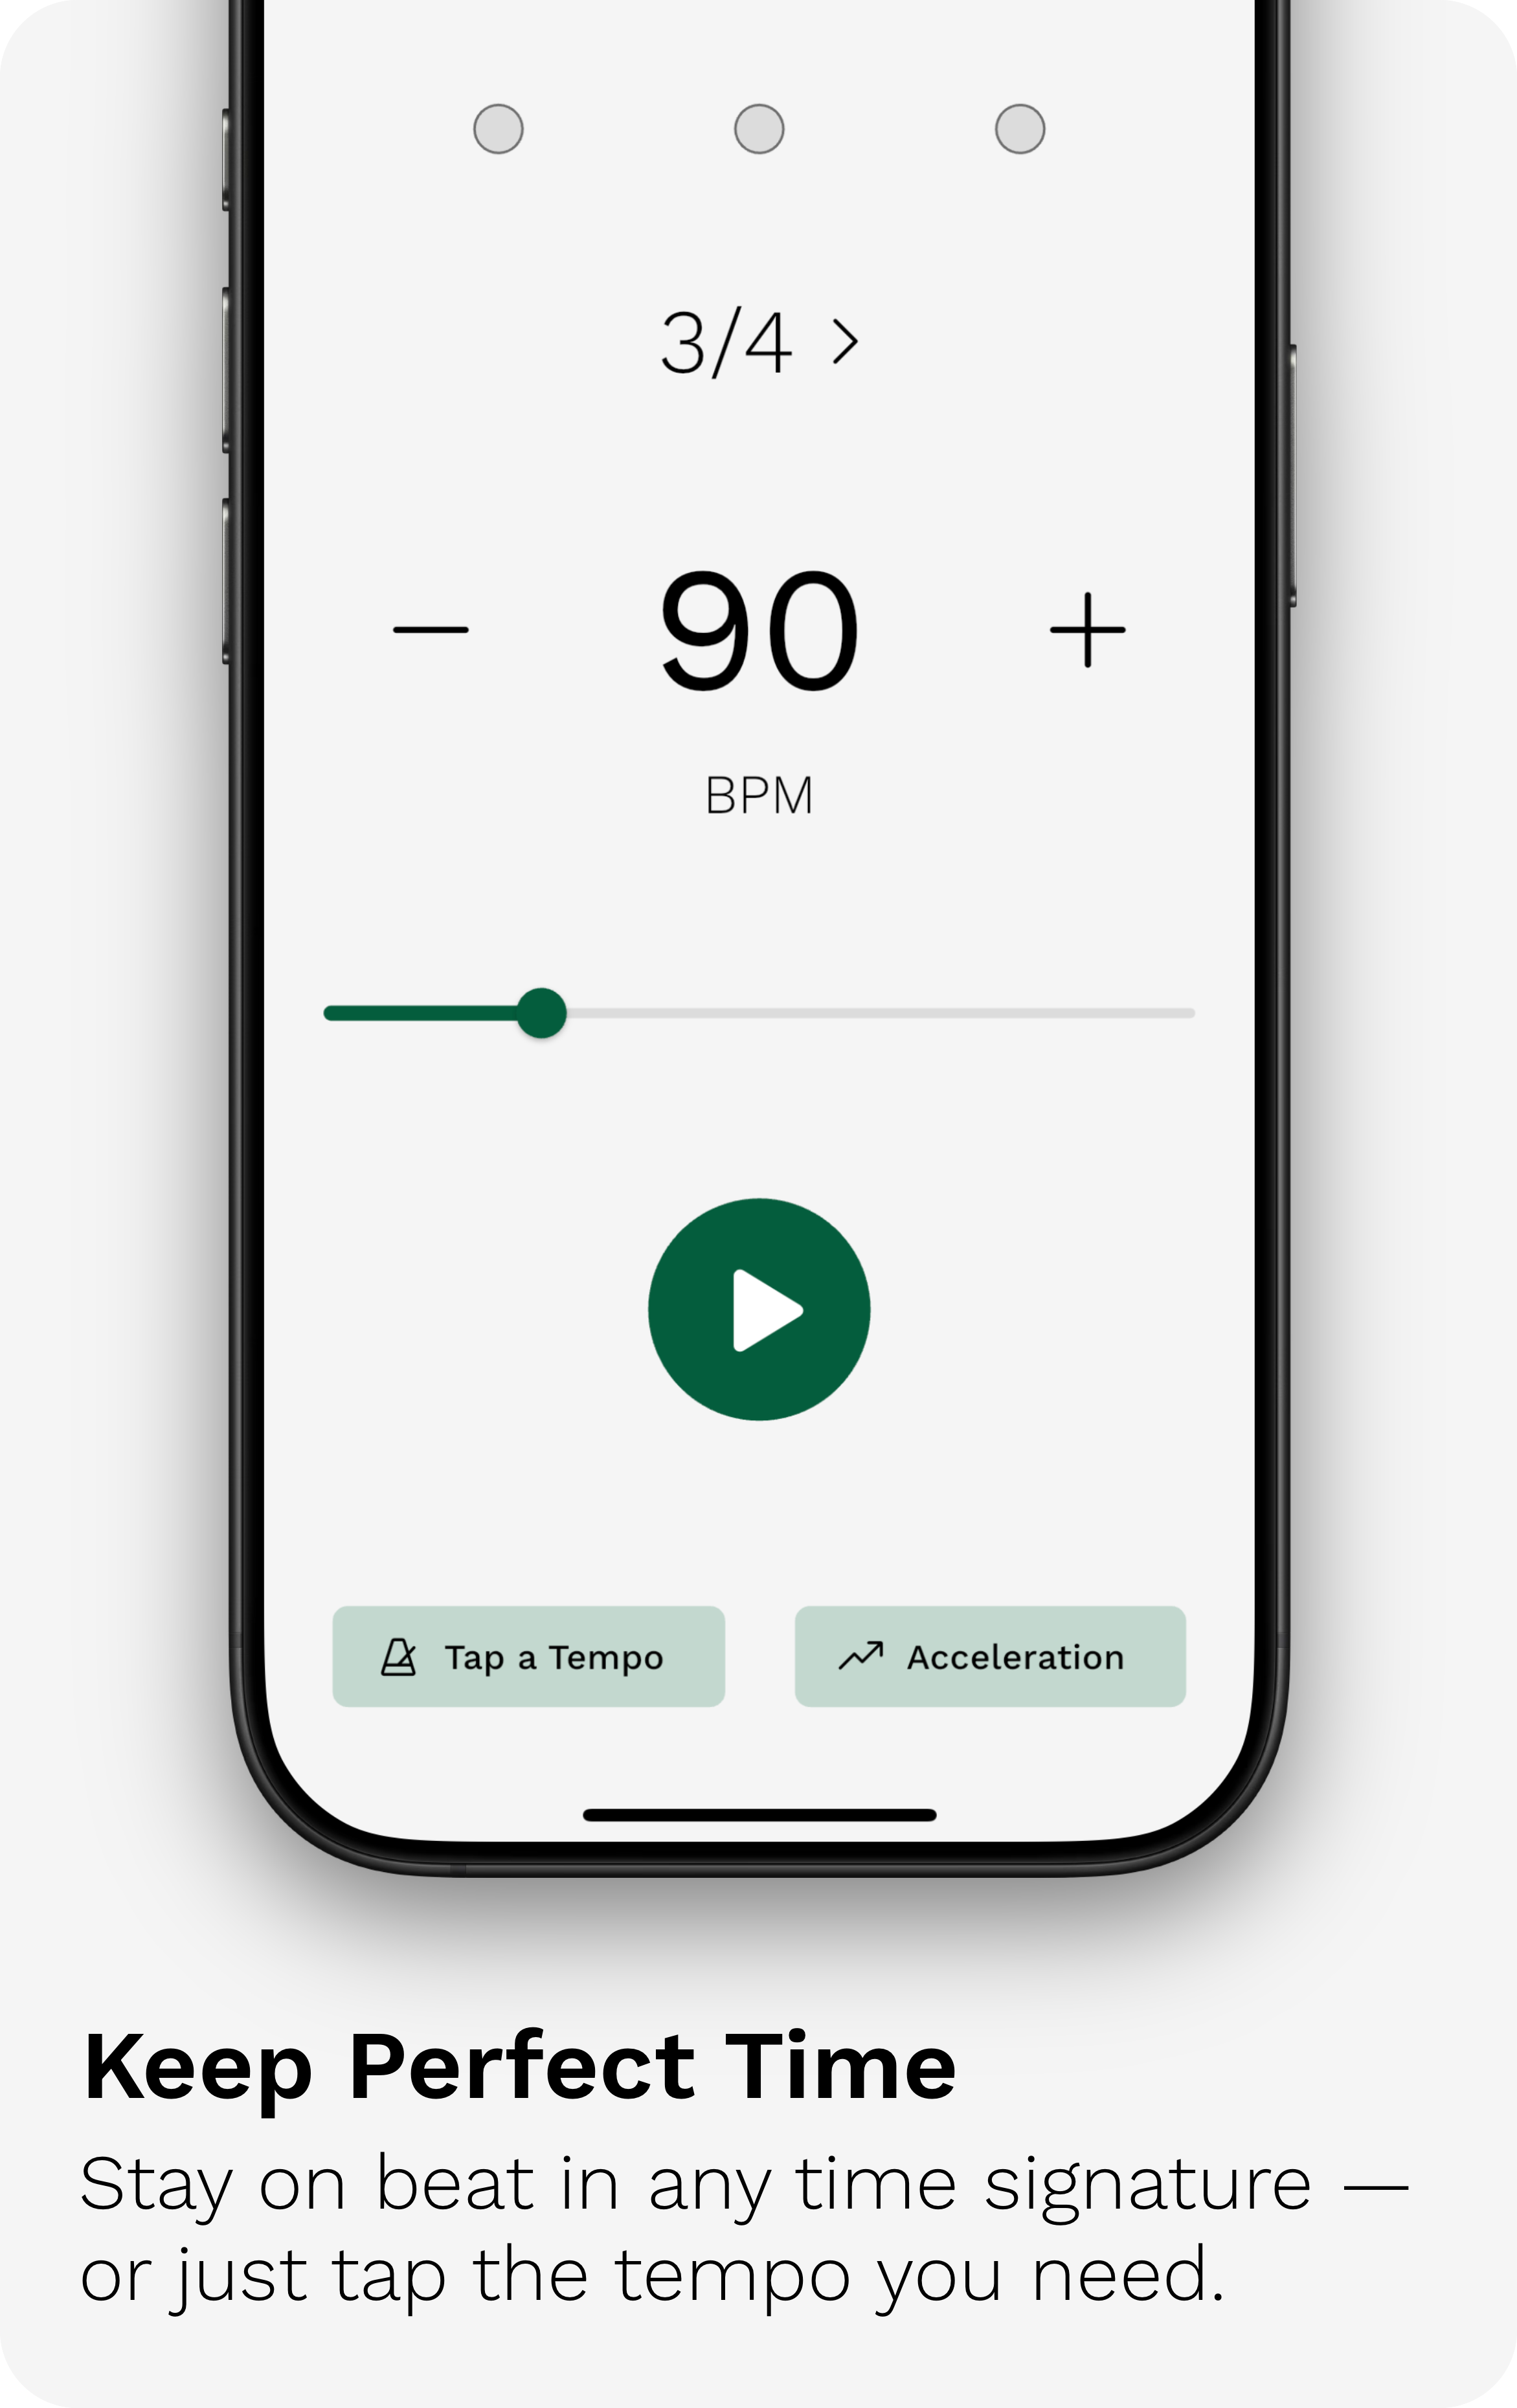 3/4
90
BPM
Tap a Tempo
Acceleration
Keep Perfect Time
Stay on beat in any time signature —
or just tap the tempo you need.